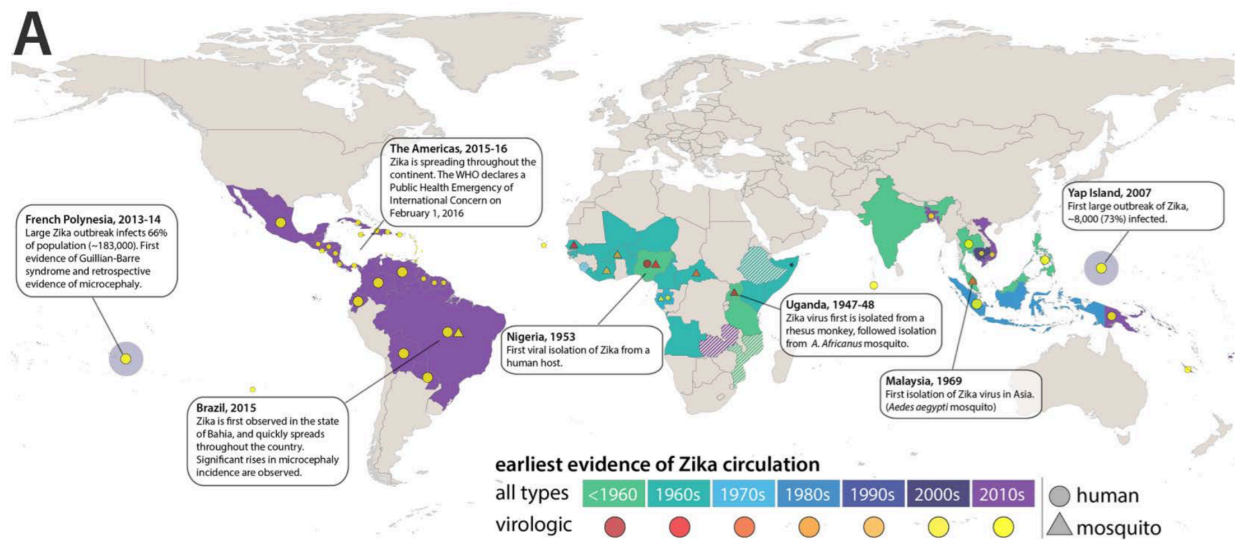 A
The Americas, 2015-16
Zika is spreading throughout the
continent. The WHO declares a
Public Health Emergency of
International Concern on
February 1, 2016
Yap Island, 2007
First large outbreak of Zika,
~8,000 (73%) infected.
French Polynesia, 2013-14
Large Zika outbreak infects 66%
of population (~183,000). First
evidence of Guillian-Barre
syndrome and retrospective
evidence of microcephaly.
Nigeria, 1953
First viral isolation of Zika from a
human host.
Uganda, 1947-48
Zika virus first is isolated from a
rhesus monkey, followed isolation
from A. Africanus mosquito.
Malaysia, 1969
First isolation of Zika virus in Asia.
(Aedes aegypti mosquito)
Brazil, 2015
Zika is first observed in the state
of Bahia, and quickly spreads
throughout the country.
Significant rises in microcephaly
incidence are observed.
earliest evidence of Zika circulation
all types <1960 1960s 1970s 1980s 1990s 2000s 2010s human
virologic mosquito